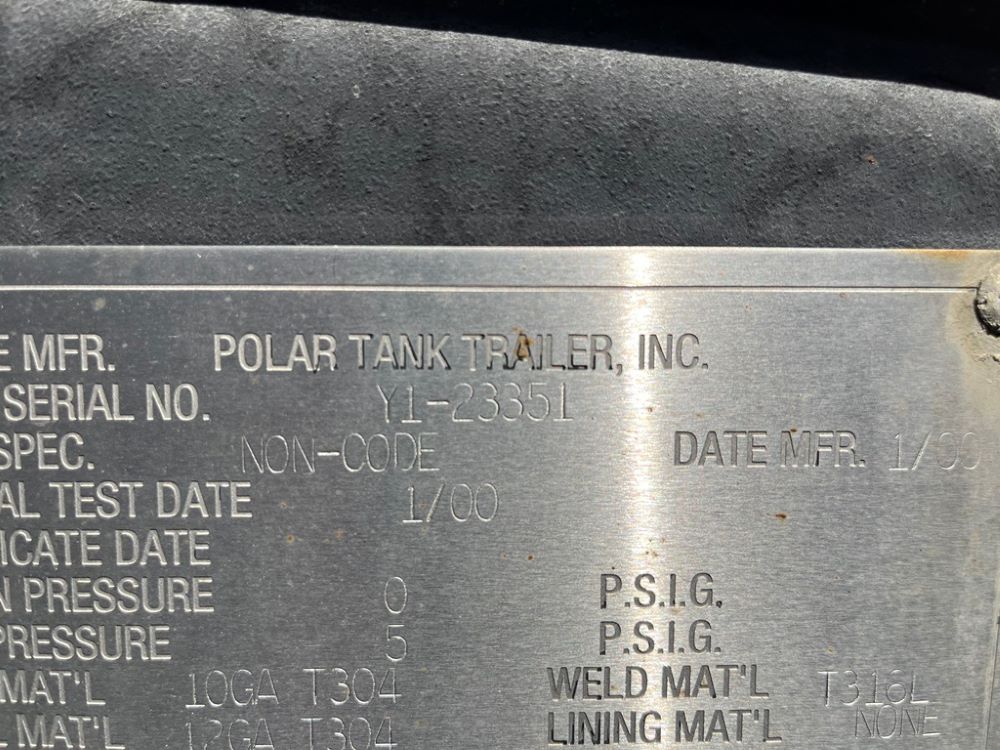 E MFR. POLAR TANK TRAILER, INC.
SERIAL NO. Y1-23351
SPEC. NON-CODE DATE MFR. 1/00
AL TEST DATE 1/00
ICATE DATE
N PRESSURE 0 P.S.I.G.
PRESSURE 5 P.S.I.G.
MAT'L 10GA T304 WELD MAT'L T316L
L MAT'L 12GA T304 LINING MAT'L NONE